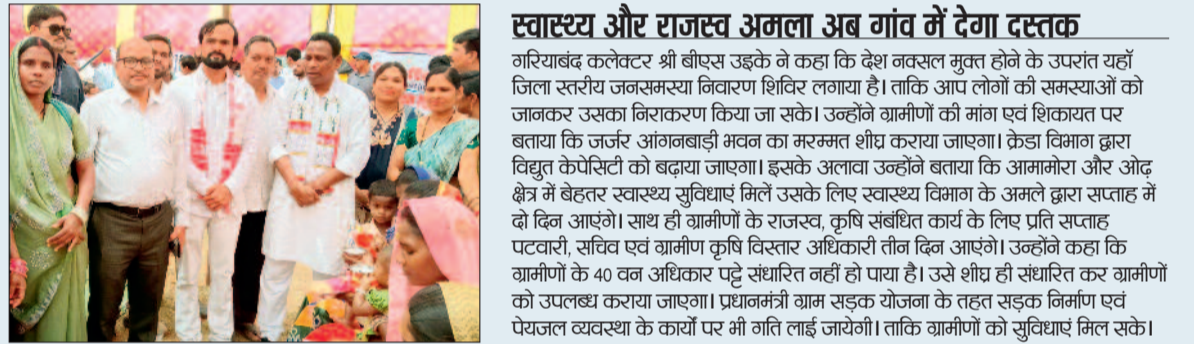 स्वास्थ्य और राजस्व अमला अब गांव में देगा दस्तक
गरियाबंद कलेक्टर श्री बीएस उइके ने कहा कि देश नक्सल मुक्त होने के उपरांत यहाँ
जिला स्तरीय जनसमस्या निवारण शिविर लगाया है। ताकि आप लोगों की समस्याओं को
जानकर उसका निराकरण किया जा सके। उन्होंने ग्रामीणों की मांग एवं शिकायत पर
बताया कि जर्जर आंगनबाड़ी भवन का मरम्मत शीघ्र कराया जाएगा। क्रेडा विभाग द्वारा
विद्युत केपेसिटी को बढ़ाया जाएगा। इसके अलावा उन्होंने बताया कि आमामोरा और ओढ़
क्षेत्र में बेहतर स्वास्थ्य सुविधाएं मिलें उसके लिए स्वास्थ्य विभाग के अमले द्वारा सप्ताह में
दो दिन आएंगे। साथ ही ग्रामीणों के राजस्व, कृषि संबंधित कार्य के लिए प्रति सप्ताह
पटवारी, सचिव एवं ग्रामीण कृषि विस्तार अधिकारी तीन दिन आएंगे। उन्होंने कहा कि
ग्रामीणों के 40 वन अधिकार पट्टे संधारित नहीं हो पाया है। उसे शीघ्र ही संधारित कर ग्रामीणों
को उपलब्ध कराया जाएगा। प्रधानमंत्री ग्राम सड़क योजना के तहत सड़क निर्माण एवं
पेयजल व्यवस्था के कार्यों पर भी गति लाई जायेगी। ताकि ग्रामीणों को सुविधाएं मिल सके।